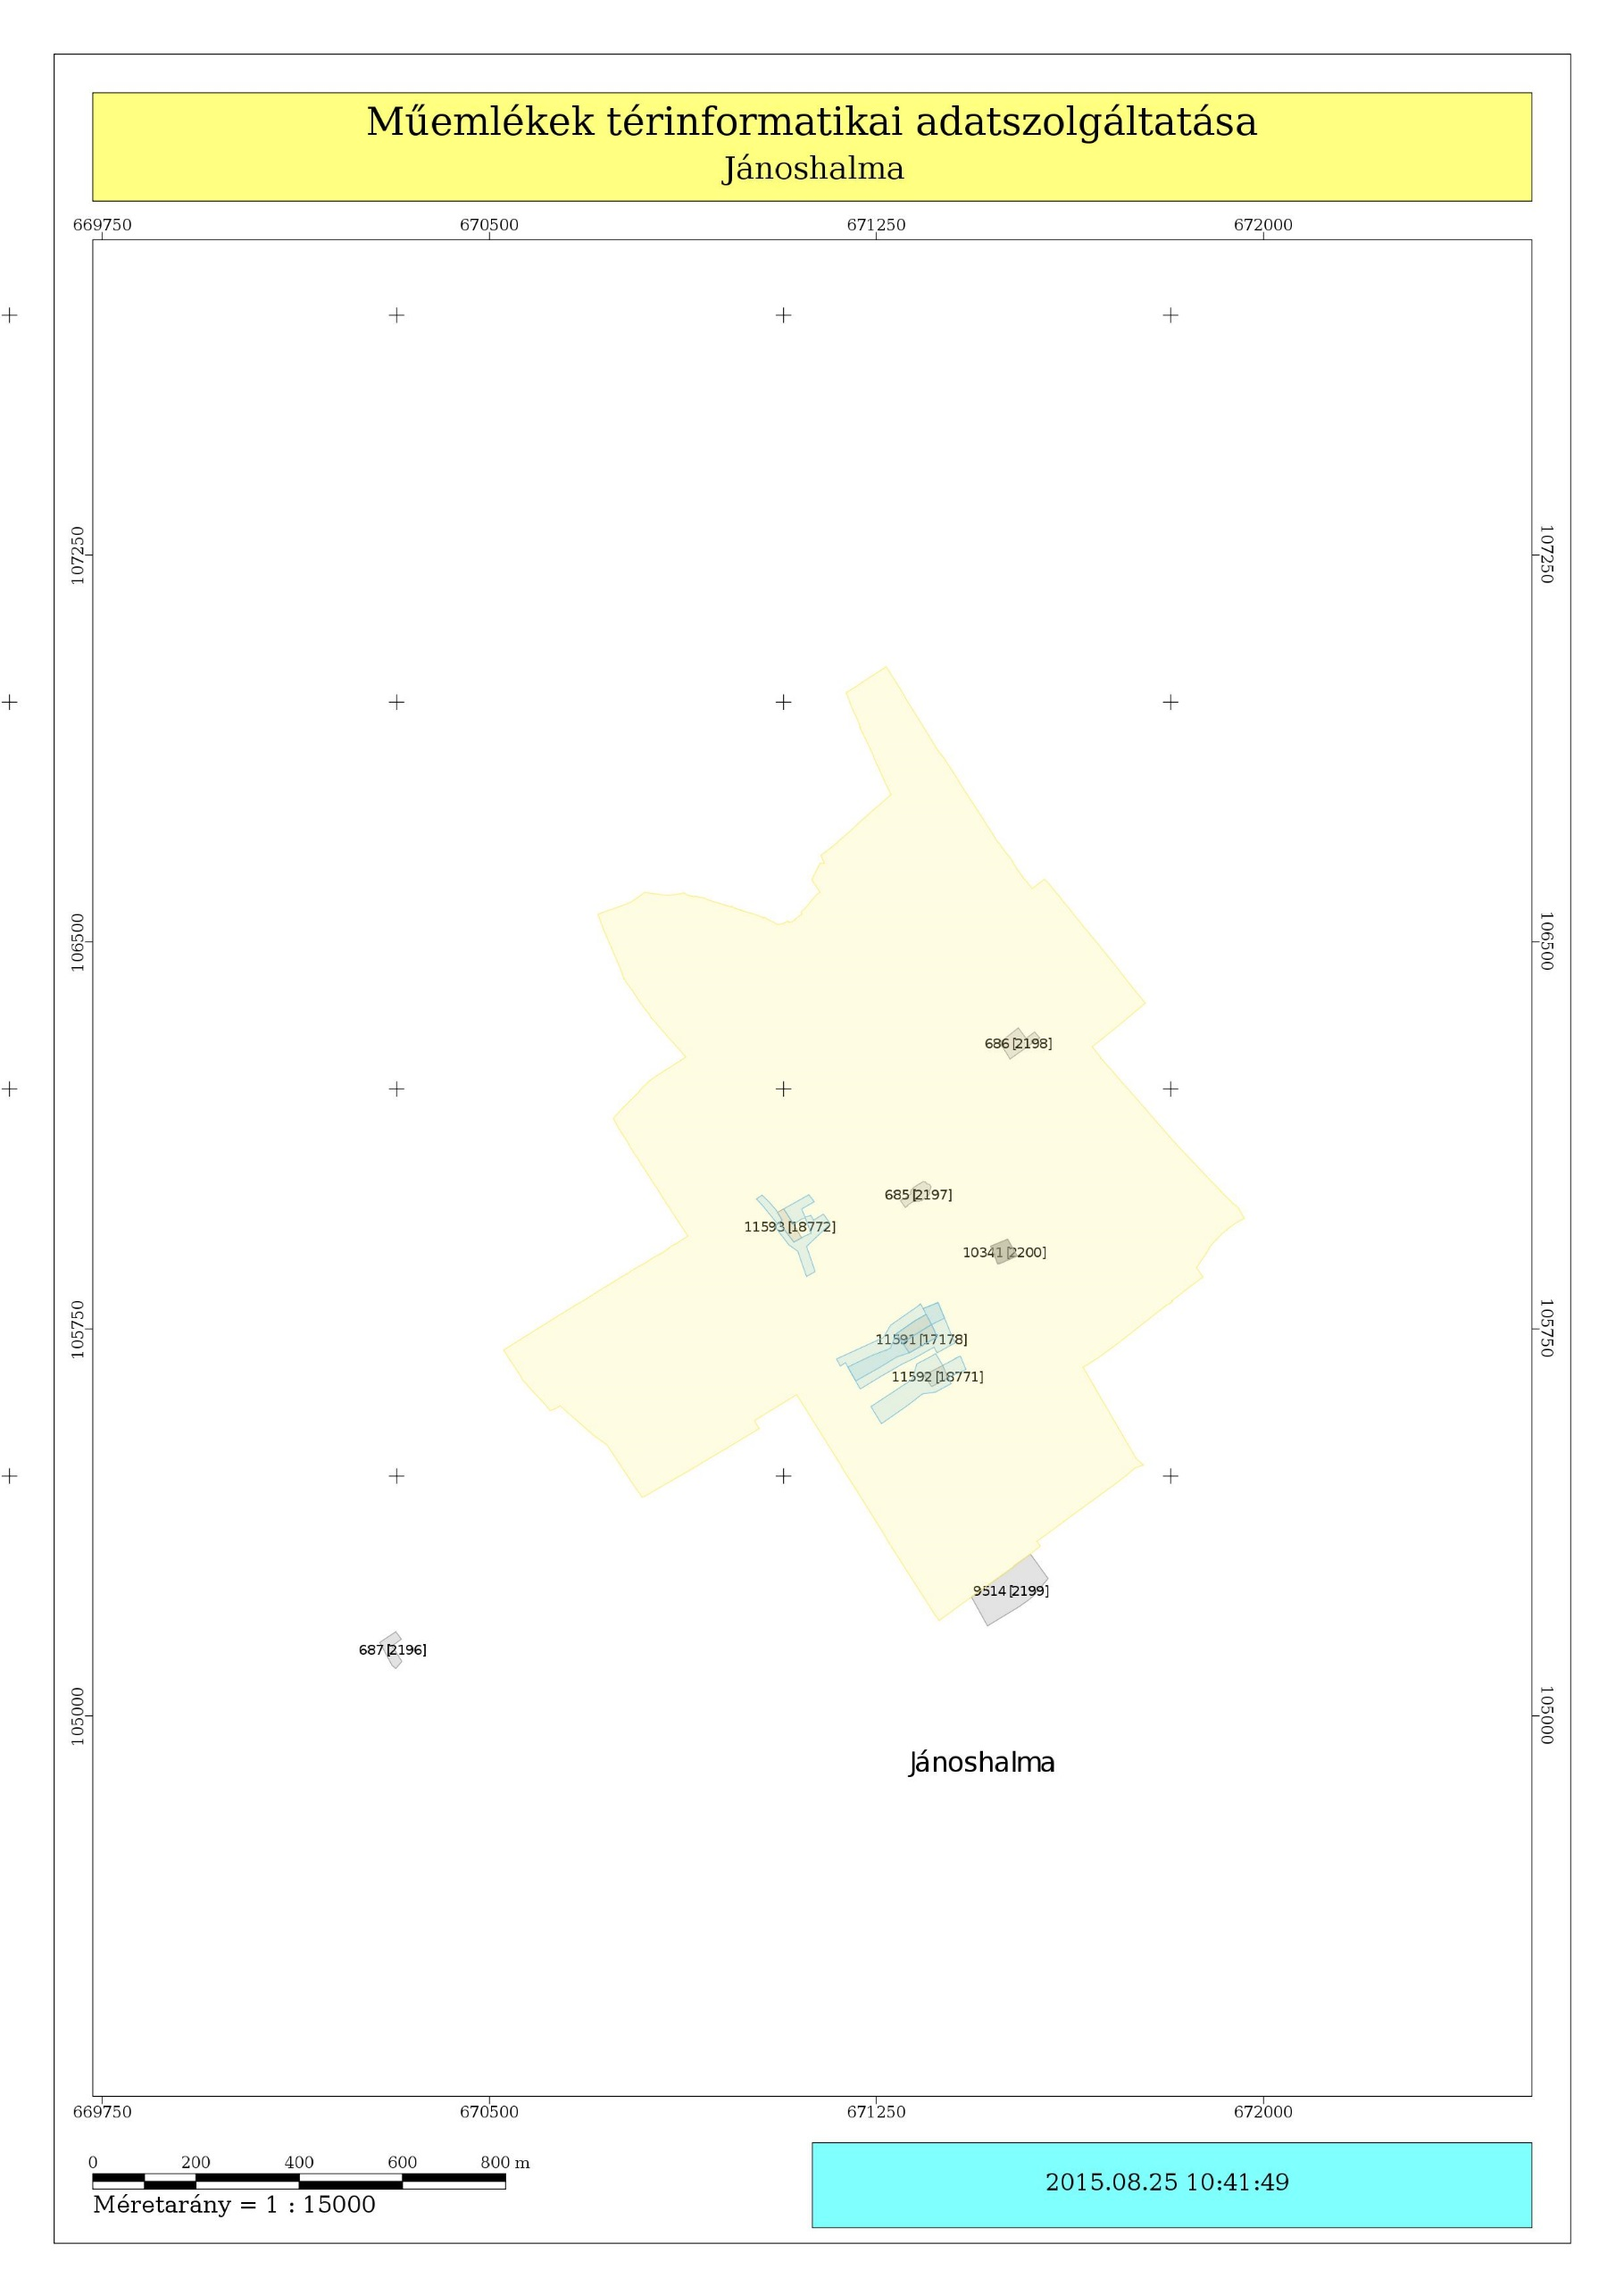 Műemlékek térinformatikai adatszolgáltatása
Jánoshalma
669750 670500 671250 672000
107250 107250
106500 106500
686 [2198]
685 [2197]
11593 [18772]
10341 [2200]
105750 105750
11591 [17178]
11592 [18771]
9514 [2199]
687 [2196]
105000 105000
Jánoshalma
669750 670500 671250 672000
0 200 400 600 800 m
Méretarány = 1 : 15000
2015.08.25 10:41:49